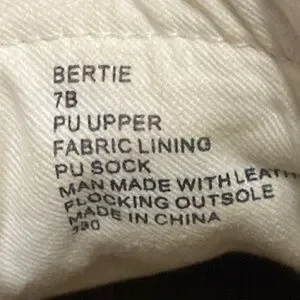 BERTIE
7B
PU UPPER
FABRIC LINING
PU SOCK
MAN MADE WITH LEATH
FLOCKING OUTSOLE
MADE IN CHINA